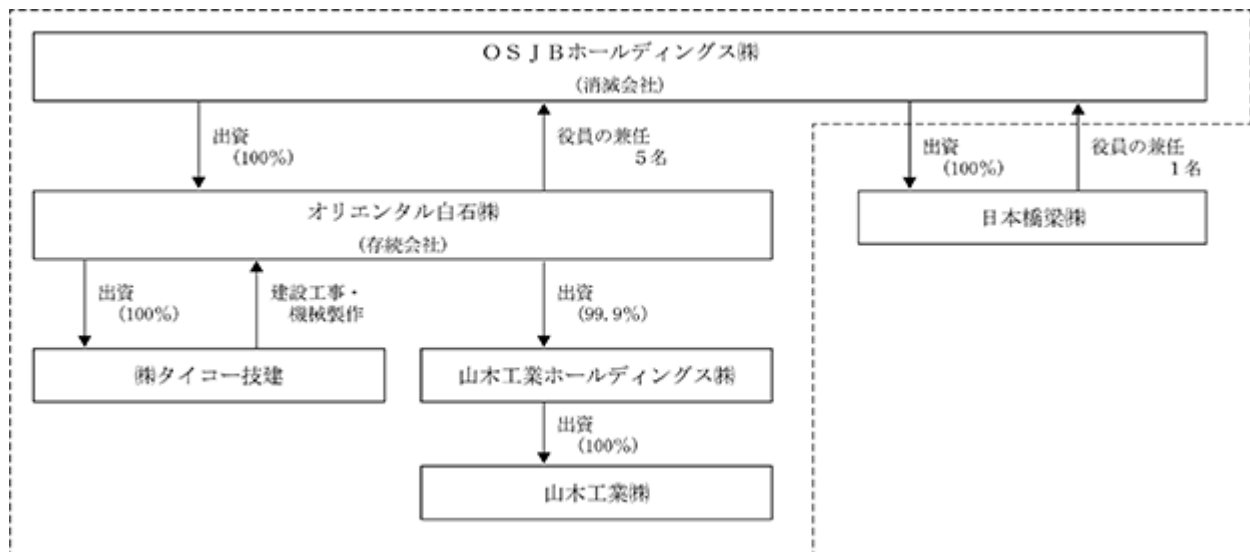 ＯＳＪＢホールディングス㈱
(消滅会社)
出資
(100%)
役員の兼任
５名
出資
(100%)
役員の兼任
１名
オリエンタル白石㈱
(存続会社)
日本橋梁㈱
出資
(100%)
建設工事・
機械製作
出資
(99.9%)
㈱タイコー技建
山木工業ホールディングス㈱
出資
(100%)
山木工業㈱